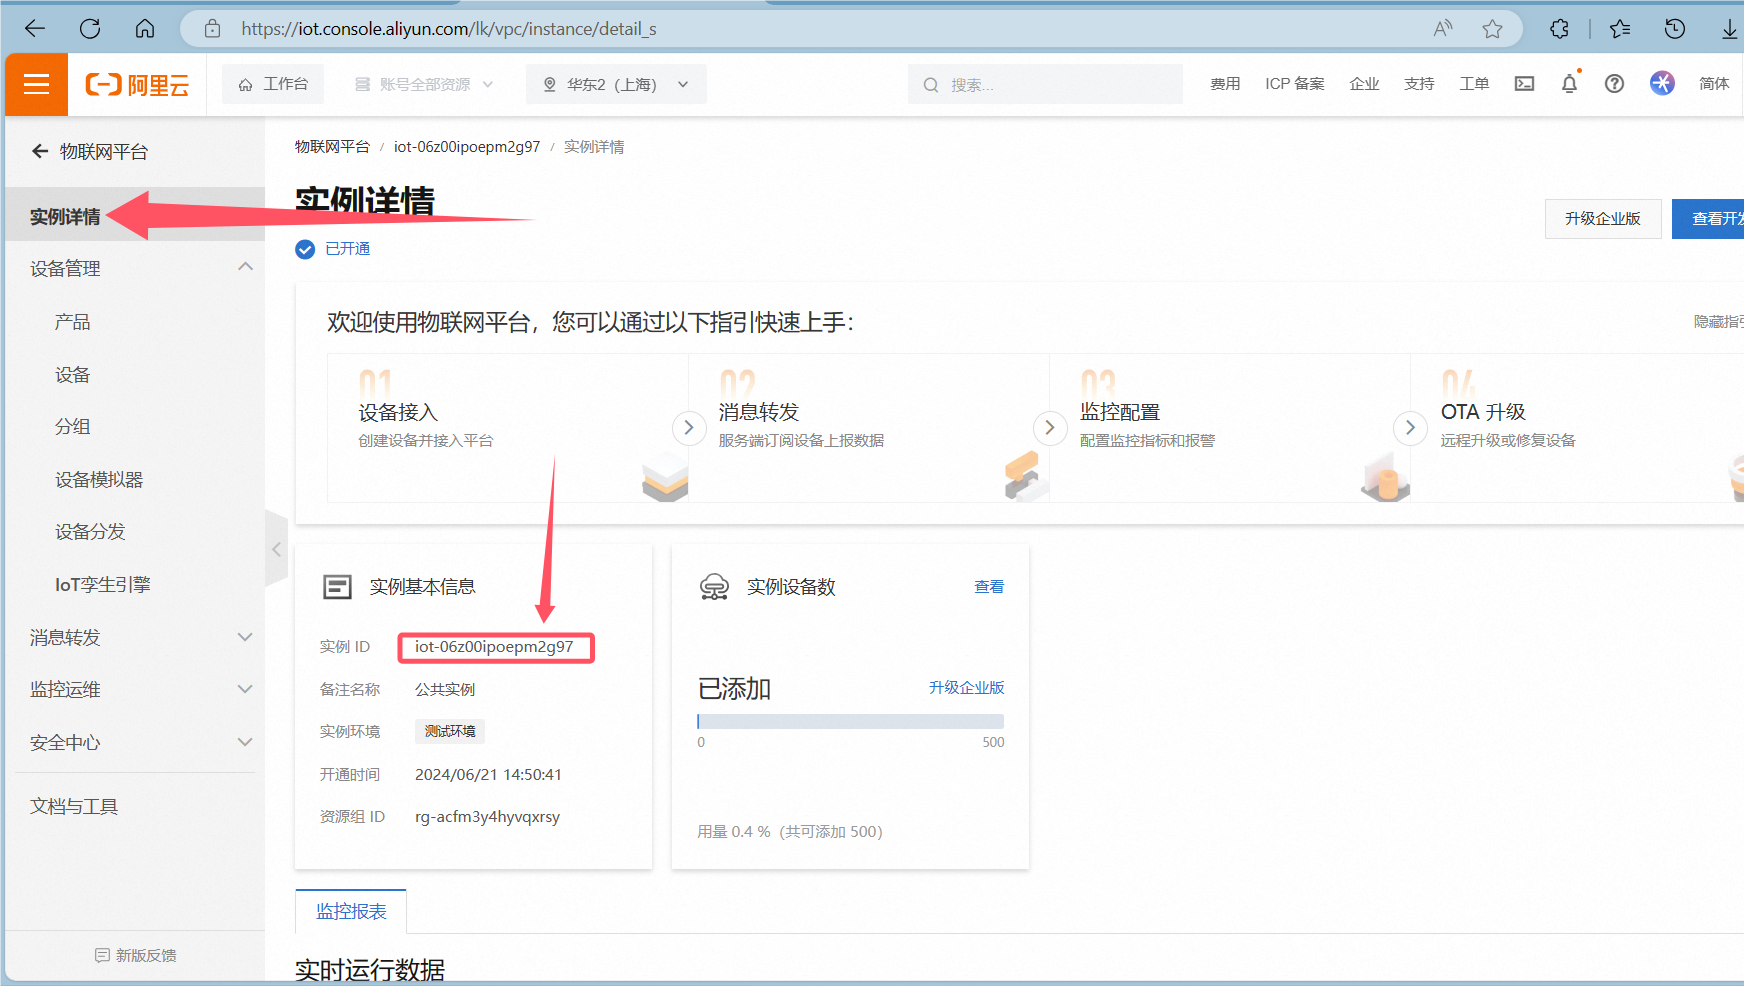 https://iot.console.aliyun.com/lk/vpc/instance/detail_s
阿里云
工作台
账号全部资源
华东2（上海）
搜索...
费用
ICP 备案
企业
支持
工单
简体
物联网平台
实例详情
设备管理
产品
设备
分组
设备模拟器
设备分发
IoT孪生引擎
消息转发
监控运维
安全中心
文档与工具
新版反馈
物联网平台 / iot-06z00ipoepm2g97 / 实例详情
实例详情
已开通
升级企业版
查看开发
欢迎使用物联网平台，您可以通过以下指引快速上手：
隐藏指引
01
设备接入
创建设备并接入平台
02
消息转发
服务端订阅设备上报数据
03
监控配置
配置监控指标和报警
04
OTA 升级
远程升级或修复设备
实例基本信息
实例 ID iot-06z00ipoepm2g97
备注名称 公共实例
实例环境 测试环境
开通时间 2024/06/21 14:50:41
资源组 ID rg-acfm3y4hyvqxrsy
实例设备数
查看
已添加
升级企业版
0 500
用量 0.4 %（共可添加 500）
监控报表
实时运行数据